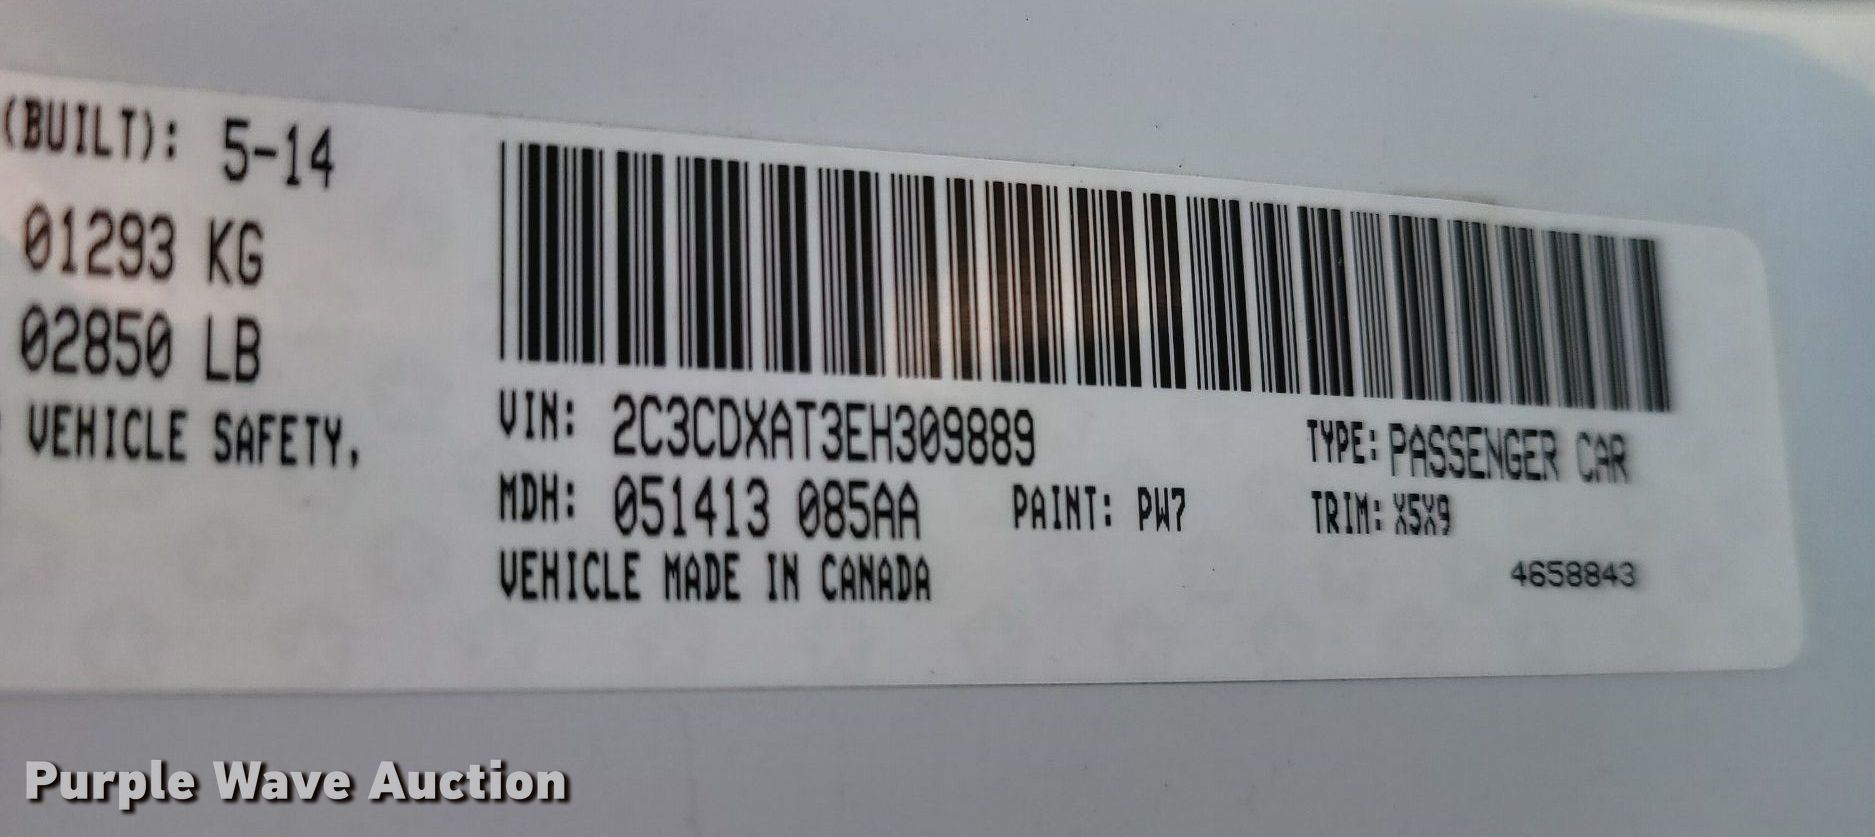 (BUILT): 5-14
01293 KG
02850 LB
VEHICLE SAFETY,
VIN: 2C3CDXAT3EH309889
TYPE: PASSENGER CAR
MDH: 051413 085AA
PAINT: PW7
TRIM: X5X9
VEHICLE MADE IN CANADA
4658843
Purple Wave Auction